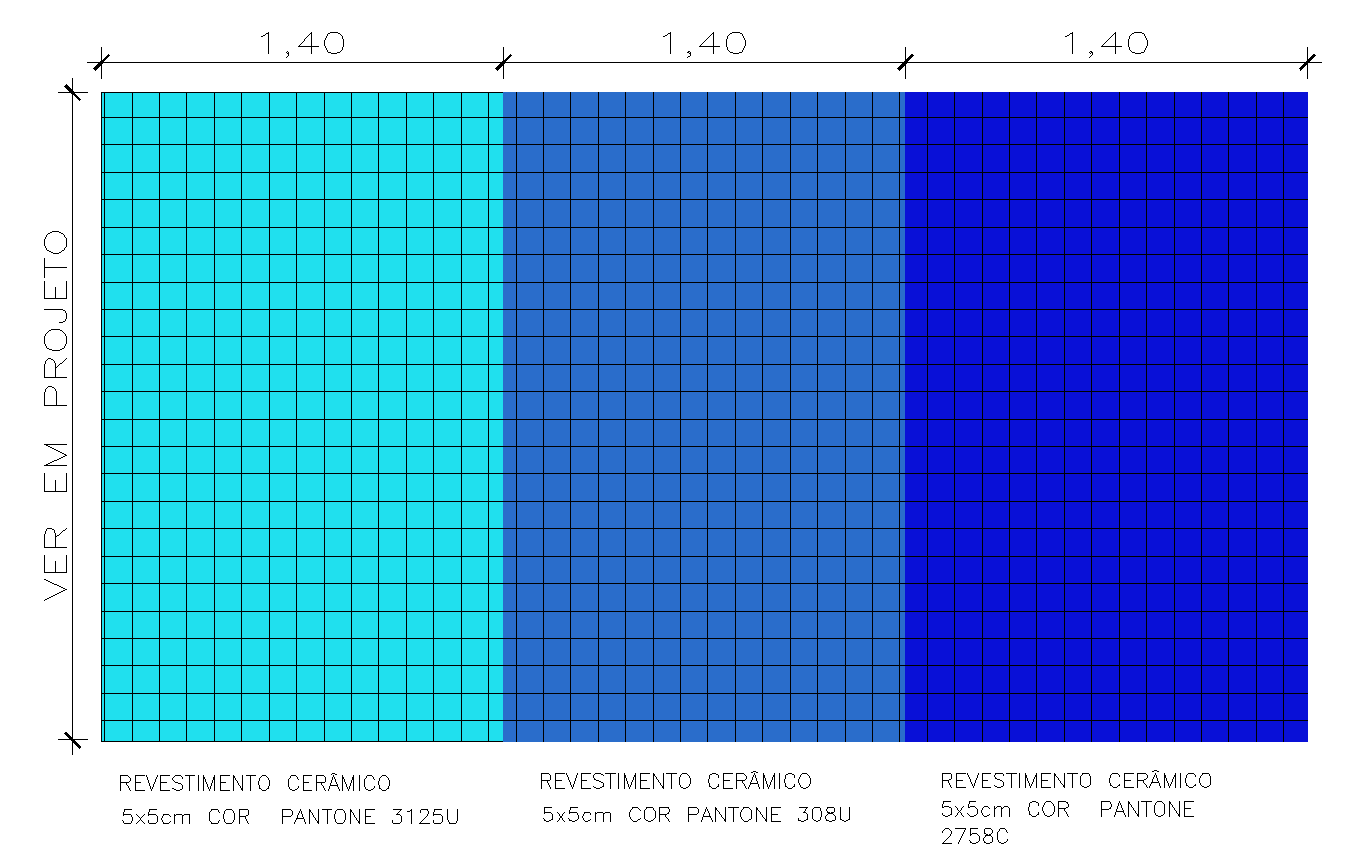 1,40
1,40
1,40
VER EM PROJETO
REVESTIMENTO CERÂMICO
5x5cm COR PANTONE 3125U
REVESTIMENTO CERÂMICO
5x5cm COR PANTONE 308U
REVESTIMENTO CERÂMICO
5x5cm COR PANTONE
2758C